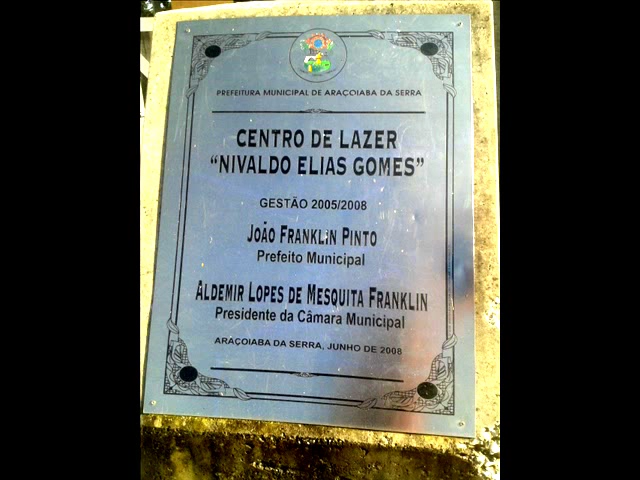 PREFEITURA MUNICIPAL DE ARAÇOIABA DA SERRA
CENTRO DE LAZER
“NIVALDO ELIAS GOMES”
GESTÃO 2005/2008
JOÃO FRANKLIN PINTO
Prefeito Municipal
ALDEMIR LOPES DE MESQUITA FRANKLIN
Presidente da Câmara Municipal
ARAÇOIABA DA SERRA, JUNHO DE 2008